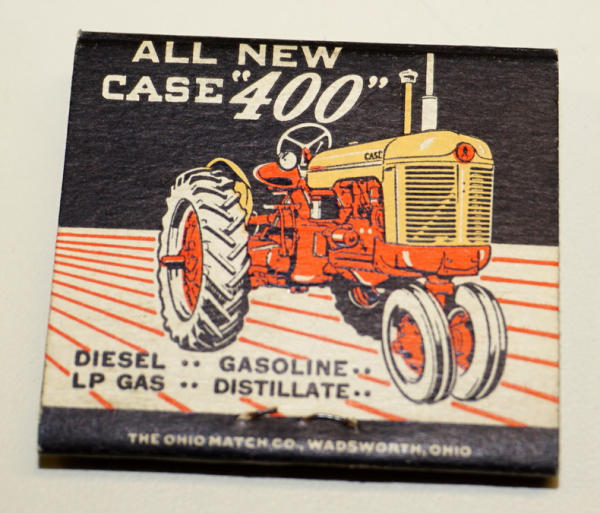 ALL NEW
CASE "400"
CASE
DIESEL •• GASOLINE••
LP GAS •• DISTILLATE••
THE OHIO MATCH CO., WADSWORTH, OHIO